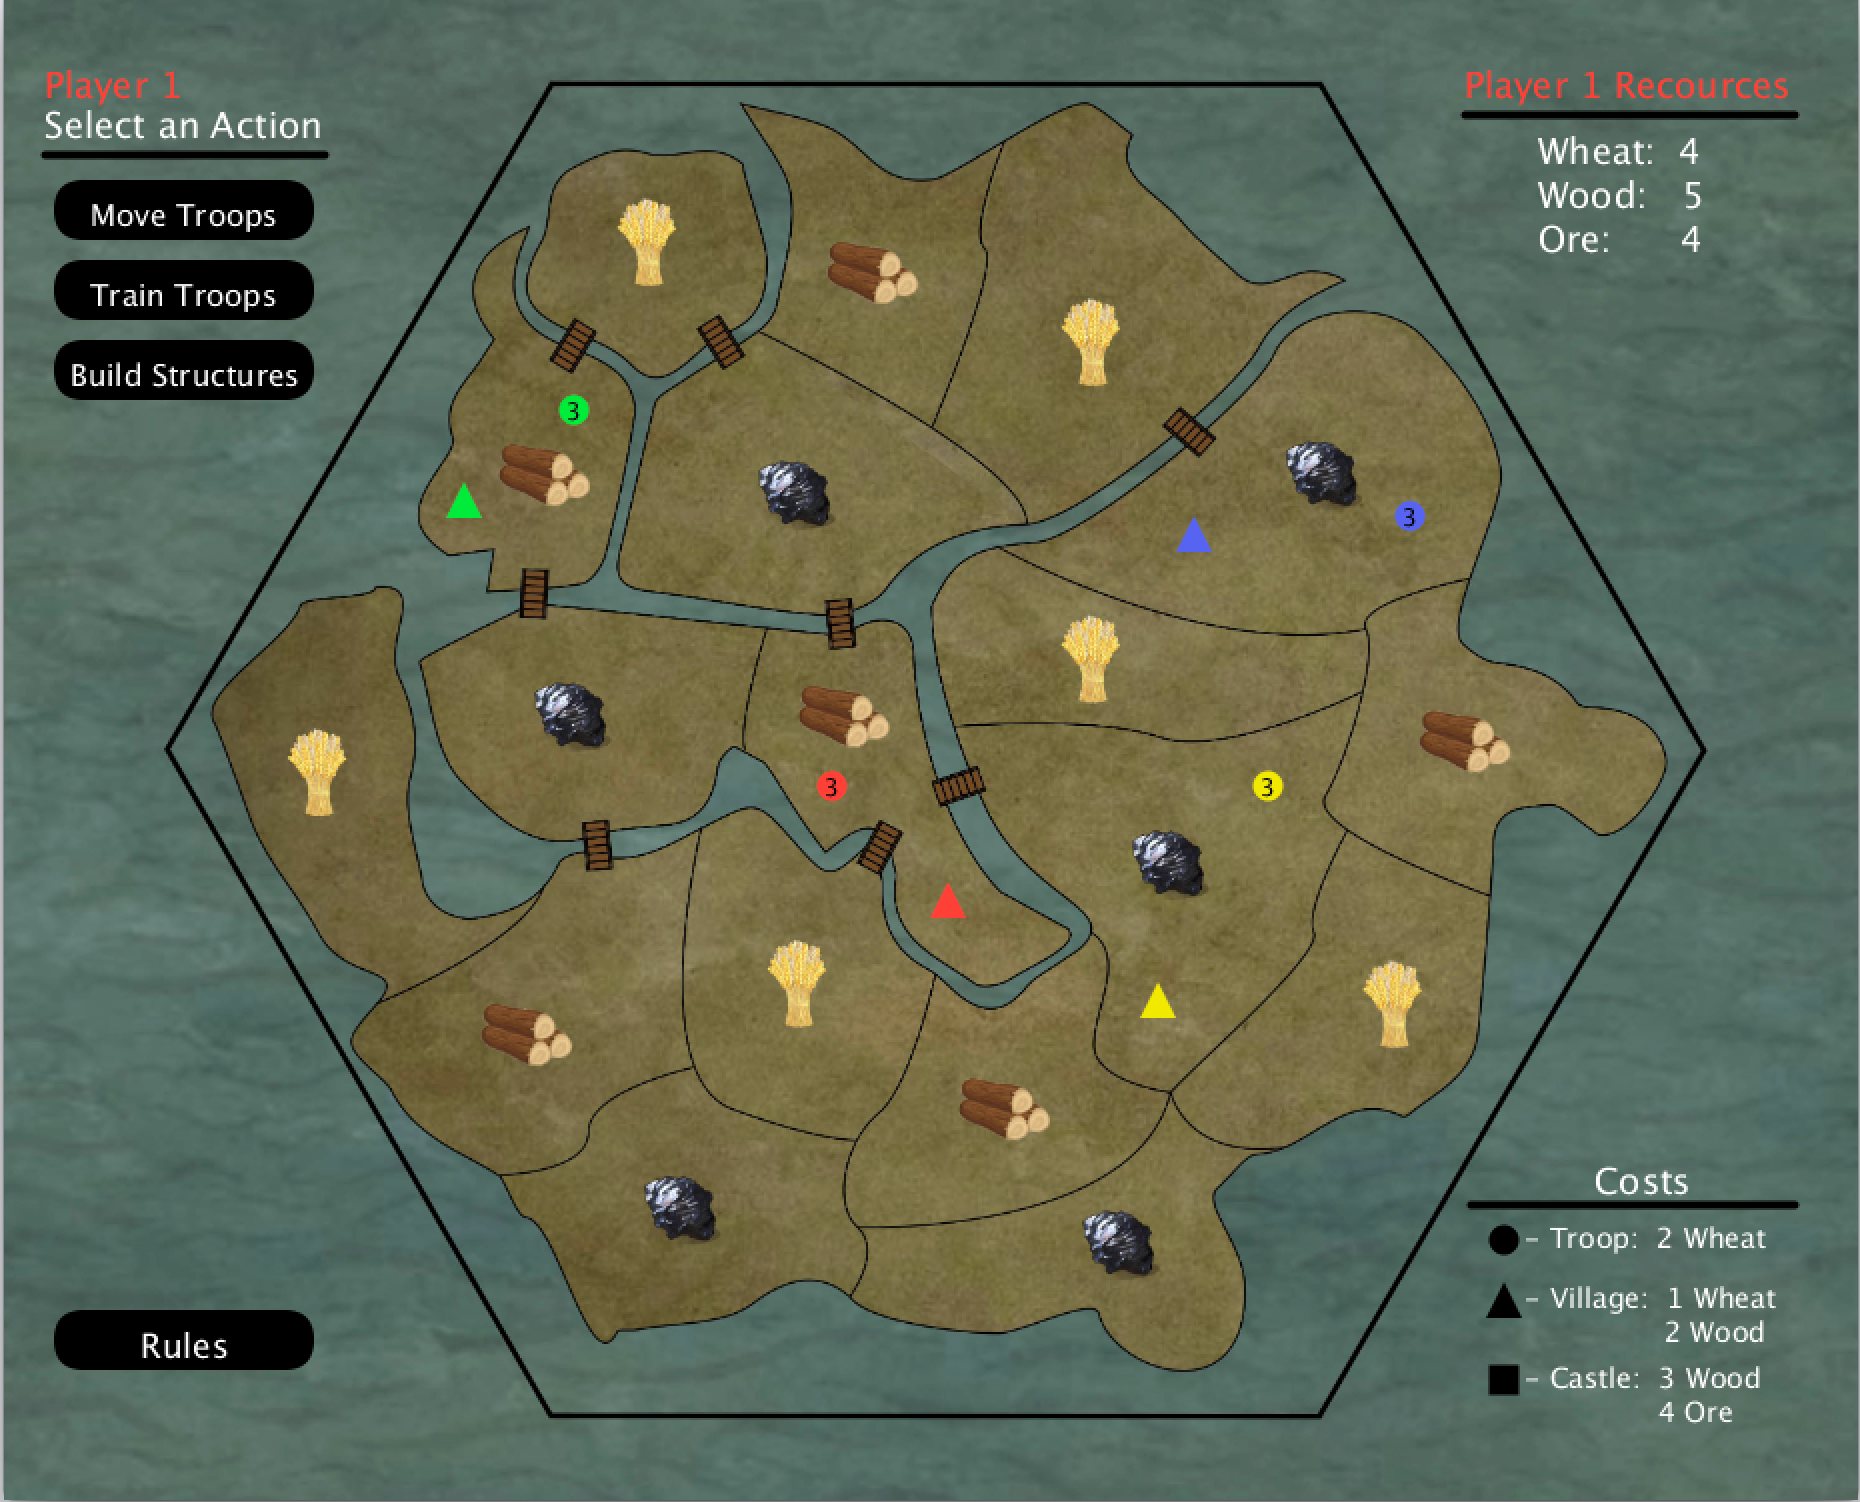 Player 1
Select an Action
Move Troops
Train Troops
Build Structures
Player 1 Recources
Wheat: 4
Wood: 5
Ore: 4
3
3
3
3
Costs
– Troop: 2 Wheat
– Village: 1 Wheat
2 Wood
– Castle: 3 Wood
4 Ore
Rules